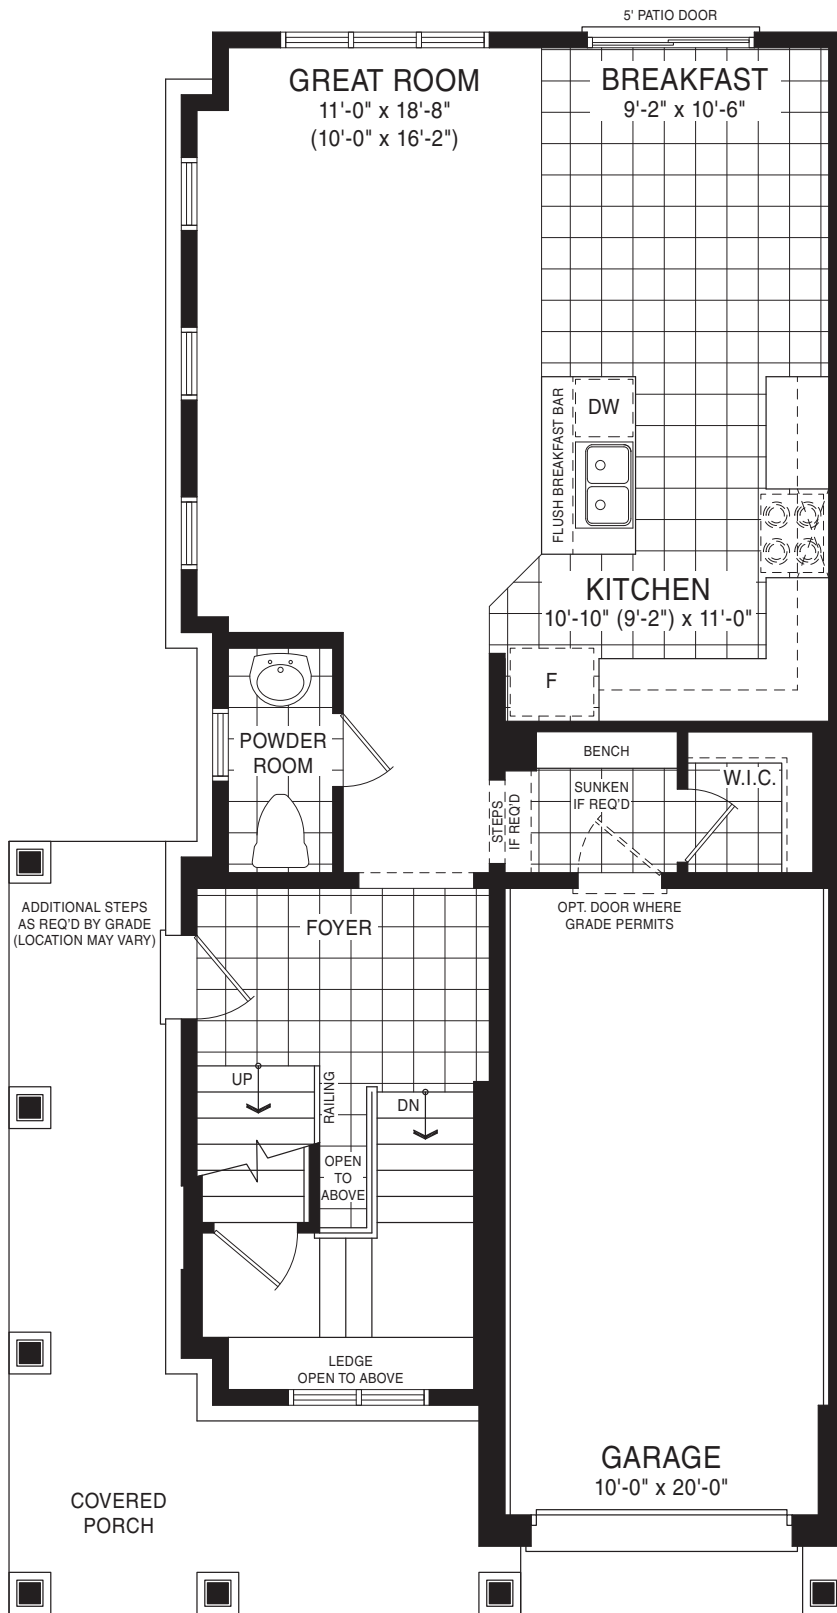 5' PATIO DOOR
GREAT ROOM
11'-0" x 18'-8"
(10'-0" x 16'-2")
BREAKFAST
9'-2" x 10'-6"
FLUSH BREAKFAST BAR
DW
KITCHEN
10'-10" (9'-2") x 11'-0"
F
POWDER
ROOM
BENCH
W.I.C.
SUNKEN
IF REQ'D
STEPS
IF REQ'D
OPT. DOOR WHERE
GRADE PERMITS
ADDITIONAL STEPS
AS REQ'D BY GRADE
(LOCATION MAY VARY)
FOYER
UP
RAILING
DN
OPEN
TO
ABOVE
LEDGE
OPEN TO ABOVE
GARAGE
10'-0" x 20'-0"
COVERED
PORCH